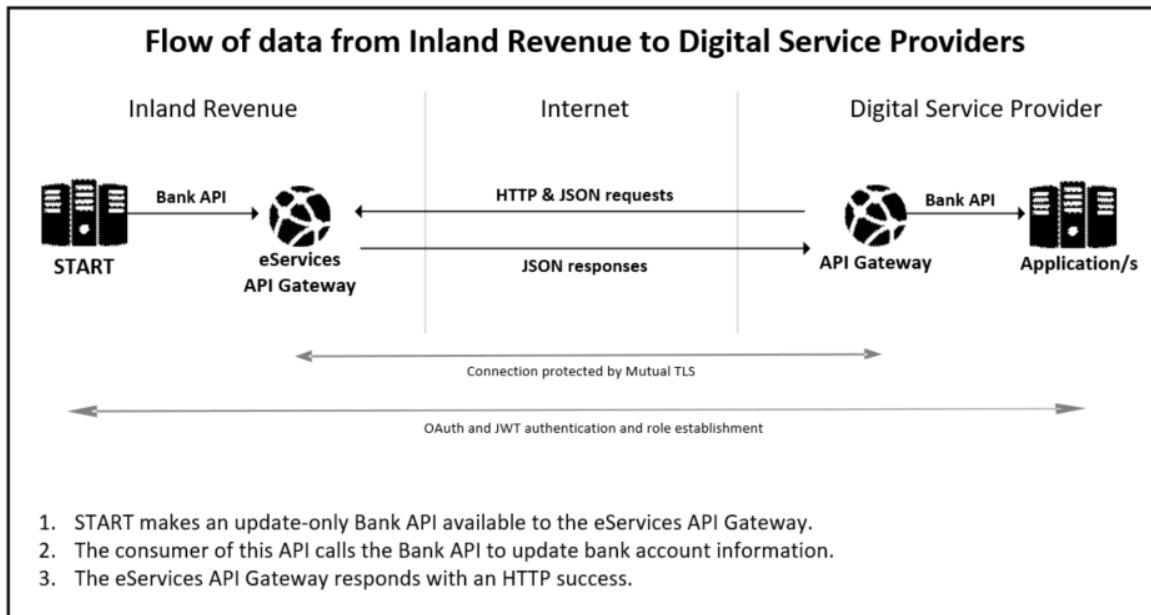 Flow of data from Inland Revenue to Digital Service Providers
Inland Revenue
Internet
Digital Service Provider
Bank API
HTTP & JSON requests
Bank API
START
eServices
API Gateway
JSON responses
API Gateway
Application/s
Connection protected by Mutual TLS
OAuth and JWT authentication and role establishment
1. START makes an update-only Bank API available to the eServices API Gateway.
2. The consumer of this API calls the Bank API to update bank account information.
3. The eServices API Gateway responds with an HTTP success.